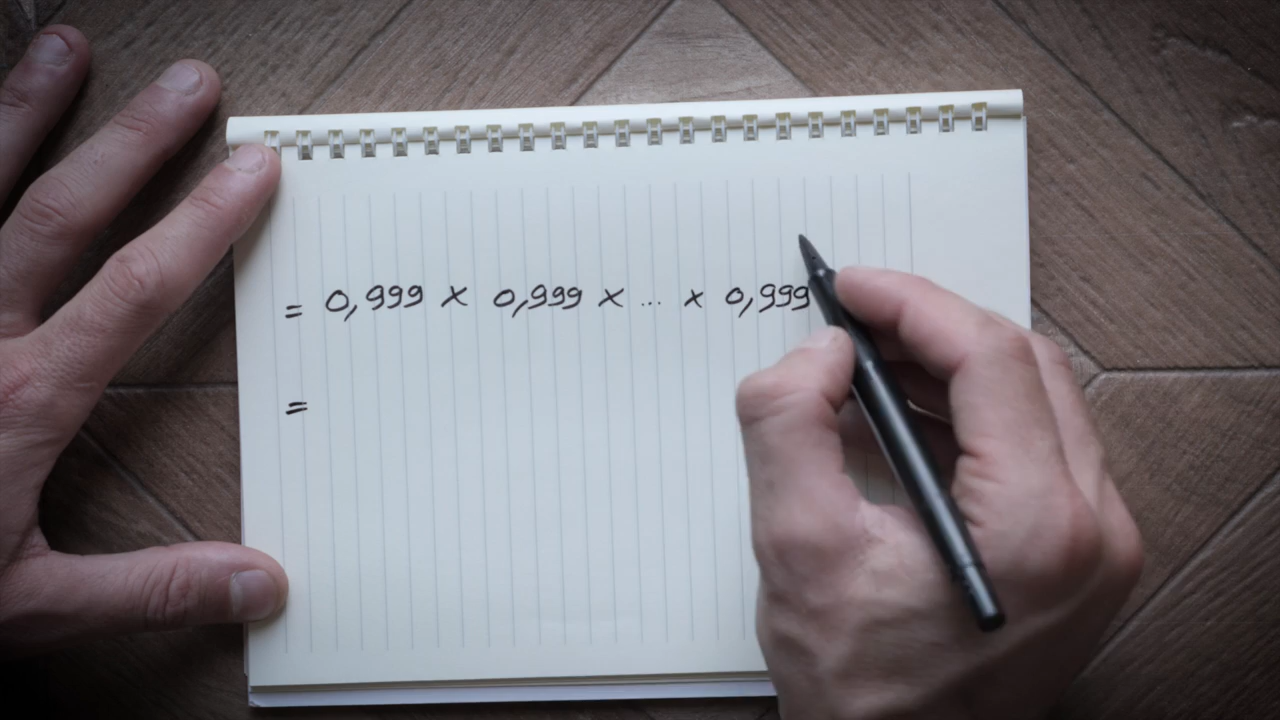 = 0,999 x 0,999 x ... x 0,999
=